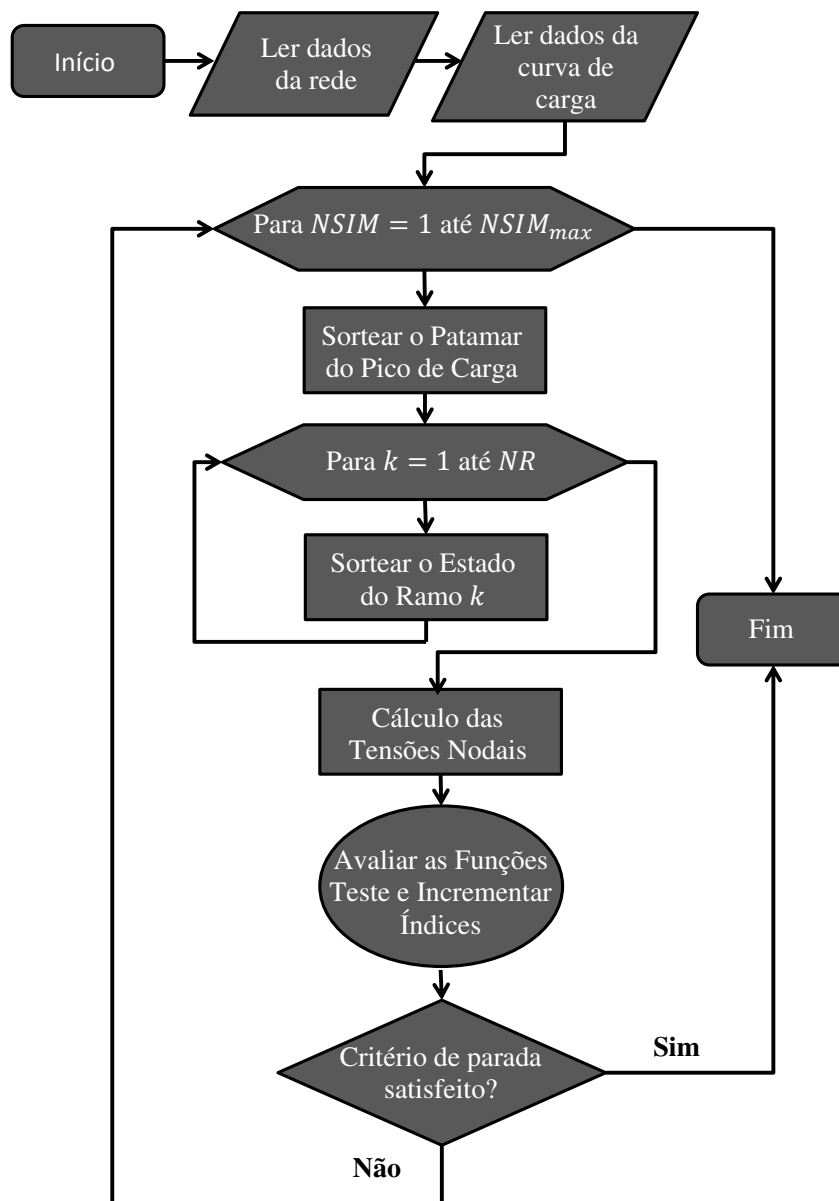 Início
Ler dados
da rede
Ler dados da
curva de
carga
Para NSIM = 1 até NSIM_max
Sortear o Patamar
do Pico de Carga
Para k = 1 até NR
Sortear o Estado
do Ramo k
Fim
Cálculo das
Tensões Nodais
Avaliar as Funções
Teste e Incrementar
Índices
Critério de parada
satisfeito?
Sim
Não